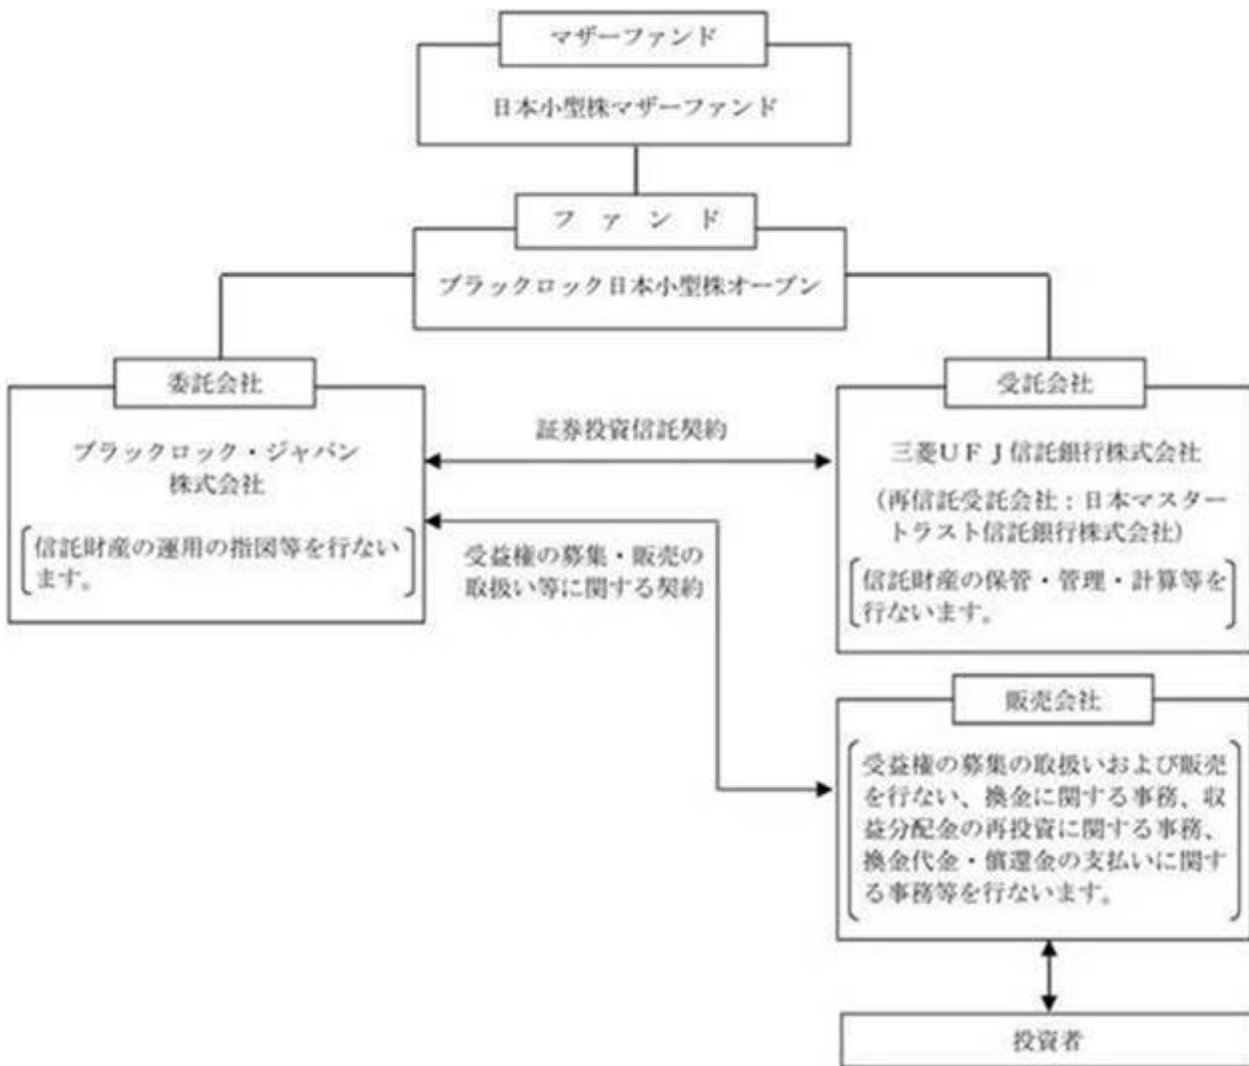 マザーファンド
日本小型株マザーファンド
ファンド
ブラックロック日本小型株オープン
委託会社
ブラックロック・ジャパン
株式会社
信託財産の運用の指図等を行ない
ます。
証券投資信託契約
受益権の募集・販売の
取扱い等に関する契約
受託会社
三菱UFJ信託銀行株式会社
(再信託受託会社:日本マスター
トラスト信託銀行株式会社)
信託財産の保管・管理・計算等を
行ないます。
販売会社
受益権の募集の取扱いおよび販売
を行ない、換金に関する事務、収
益分配金の再投資に関する事務、
換金代金・償還金の支払いに関す
る事務等を行ないます。
投資者